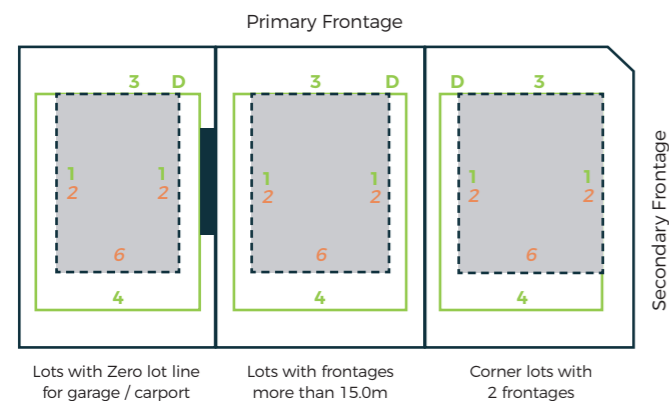 Primary Frontage
3 D
3 D
D 3
1 1
2 2
1 1
2 2
1 1
2 2
6
6
6
4
4
4
Secondary Frontage
Lots with Zero lot line
for garage / carport
Lots with frontages
more than 15.0m
Corner lots with
2 frontages